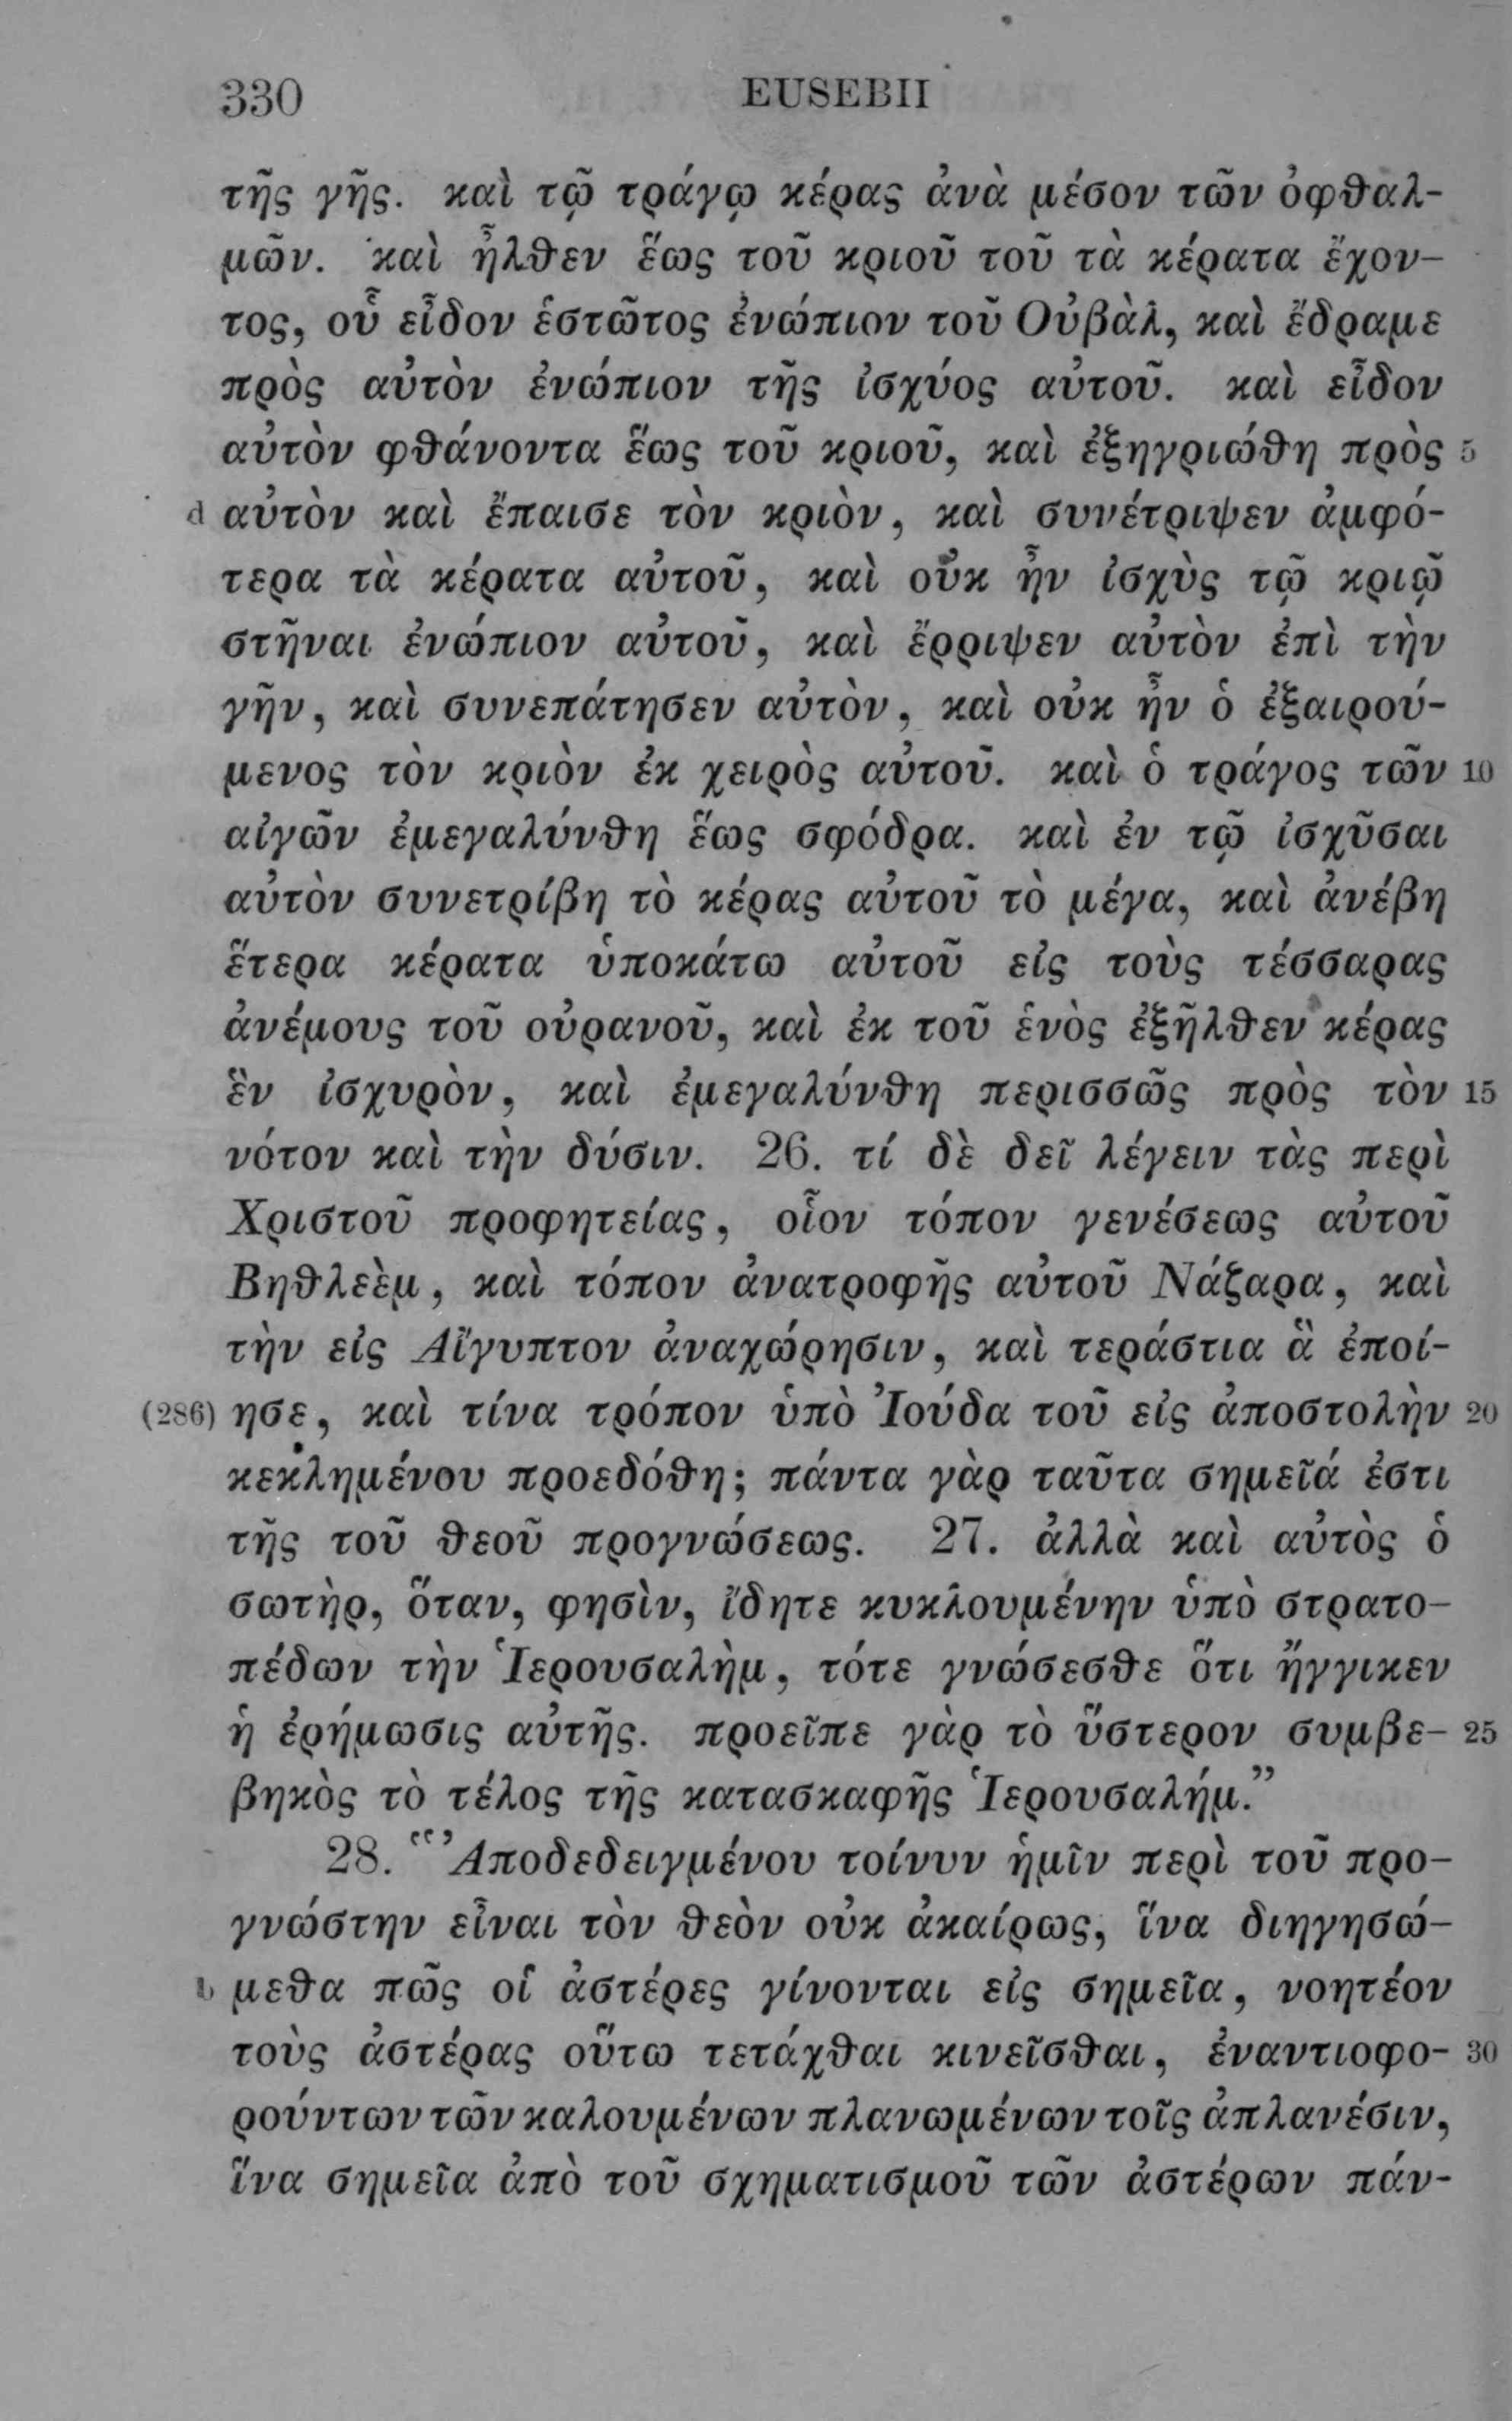 330 EUSEBII
τῆς γῆς. καὶ τῷ τράγῳ κέρας ἀνὰ μέσον τῶν ὀφθαλ-
μῶν. καὶ ἦλθεν ἕως τοῦ κριοῦ τοῦ τὰ κέρατα ἔχον-
τος, οὗ εἶδον ἑστῶτος ἐνώπιον τοῦ Οὐβὰλ, καὶ ἔδραμε
πρὸς αὐτὸν ἐνώπιον τῆς ἰσχύος αὐτοῦ. καὶ εἶδον
αὐτὸν φθάνοντα ἕως τοῦ κριοῦ, καὶ ἐξηγριώθη πρὸς 5
d αὐτὸν καὶ ἔπαισε τὸν κριὸν, καὶ συνέτριψεν ἀμφό-
τερα τὰ κέρατα αὐτοῦ, καὶ οὐκ ἦν ἰσχὺς τῷ κριῷ
στῆναι ἐνώπιον αὐτοῦ, καὶ ἔρριψεν αὐτὸν ἐπὶ τὴν
γῆν, καὶ συνεπάτησεν αὐτὸν, καὶ οὐκ ἦν ὁ ἐξαιρού-
μενος τὸν κριὸν ἐκ χειρὸς αὐτοῦ. καὶ ὁ τράγος τῶν 10
αἰγῶν ἐμεγαλύνθη ἕως σφόδρα. καὶ ἐν τῷ ἰσχῦσαι
αὐτὸν συνετρίβη τὸ κέρας αὐτοῦ τὸ μέγα, καὶ ἀνέβη
ἕτερα κέρατα ὑποκάτω αὐτοῦ εἰς τοὺς τέσσαρας
ἀνέμους τοῦ οὐρανοῦ, καὶ ἐκ τοῦ ἑνὸς ἐξῆλθεν κέρας
ἓν ἰσχυρὸν, καὶ ἐμεγαλύνθη περισσῶς πρὸς τὸν 15
νότον καὶ τὴν δύσιν. 26. τί δὲ δεῖ λέγειν τὰς περὶ
Χριστοῦ προφητείας, οἷον τόπον γενέσεως αὐτοῦ
Βηθλεὲμ, καὶ τόπον ἀνατροφῆς αὐτοῦ Νάζαρα, καὶ
τὴν εἰς Αἴγυπτον ἀναχώρησιν, καὶ τεράστια ἃ ἐποί-
(286) ησε, καὶ τίνα τρόπον ὑπὸ Ἰούδα τοῦ εἰς ἀποστολὴν 20
κεκλημένου προεδόθη; πάντα γὰρ ταῦτα σημεῖά ἐστι
τῆς τοῦ θεοῦ προγνώσεως. 27. ἀλλὰ καὶ αὐτὸς ὁ
σωτὴρ, ὅταν, φησὶν, ἴδητε κυκλουμένην ὑπὸ στρατο-
πέδων τὴν Ἱερουσαλὴμ, τότε γνώσεσθε ὅτι ἤγγικεν
ἡ ἐρήμωσις αὐτῆς. προεῖπε γὰρ τὸ ὕστερον συμβε- 25
βηκὸς τὸ τέλος τῆς κατασκαφῆς Ἱερουσαλήμ.”
28. “Ἀποδεδειγμένου τοίνυν ἡμῖν περὶ τοῦ προ-
γνώστην εἶναι τὸν θεὸν οὐκ ἀκαίρως, ἵνα διηγησώ-
b μεθα πῶς οἱ ἀστέρες γίνονται εἰς σημεῖα, νοητέον
τοὺς ἀστέρας οὕτω τετάχθαι κινεῖσθαι, ἐναντιοφο- 30
ρούντων τῶν καλουμένων πλανωμένων τοῖς ἀπλανέσιν,
ἵνα σημεῖα ἀπὸ τοῦ σχηματισμοῦ τῶν ἀστέρων πάν-